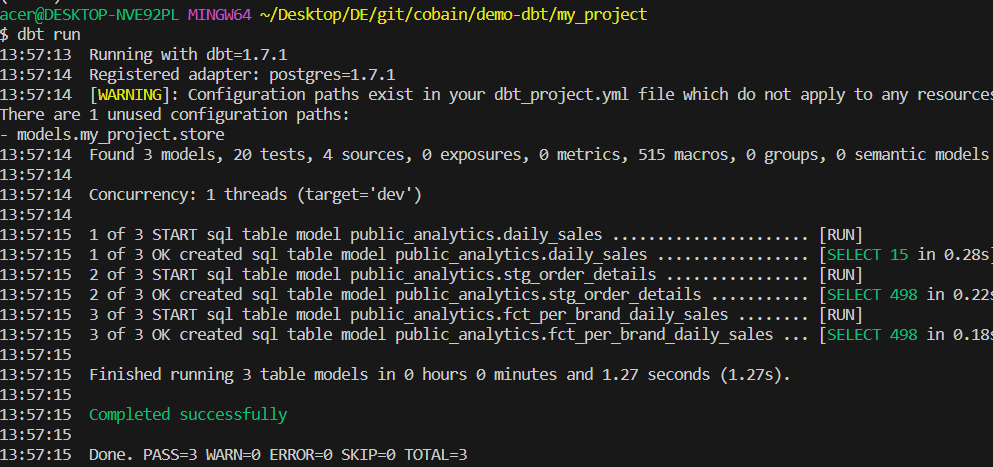 acer@DESKTOP-NVE92PL MINGW64 ~/Desktop/DE/git/cobain/demo-dbt/my_project
$ dbt run
13:57:13  Running with dbt=1.7.1
13:57:14  Registered adapter: postgres=1.7.1
13:57:14  [WARNING]: Configuration paths exist in your dbt_project.yml file which do not apply to any resources
There are 1 unused configuration paths:
- models.my_project.store
13:57:14  Found 3 models, 20 tests, 4 sources, 0 exposures, 0 metrics, 515 macros, 0 groups, 0 semantic models
13:57:14
13:57:14  Concurrency: 1 threads (target='dev')
13:57:14
13:57:15  1 of 3 START sql table model public_analytics.daily_sales ...................... [RUN]
13:57:15  1 of 3 OK created sql table model public_analytics.daily_sales ................. [SELECT 15 in 0.28s]
13:57:15  2 of 3 START sql table model public_analytics.stg_order_details ................ [RUN]
13:57:15  2 of 3 OK created sql table model public_analytics.stg_order_details ........... [SELECT 498 in 0.22s
13:57:15  3 of 3 START sql table model public_analytics.fct_per_brand_daily_sales ........ [RUN]
13:57:15  3 of 3 OK created sql table model public_analytics.fct_per_brand_daily_sales ... [SELECT 498 in 0.18s
13:57:15
13:57:15  Finished running 3 table models in 0 hours 0 minutes and 1.27 seconds (1.27s).
13:57:15
13:57:15  Completed successfully
13:57:15
13:57:15  Done. PASS=3 WARN=0 ERROR=0 SKIP=0 TOTAL=3